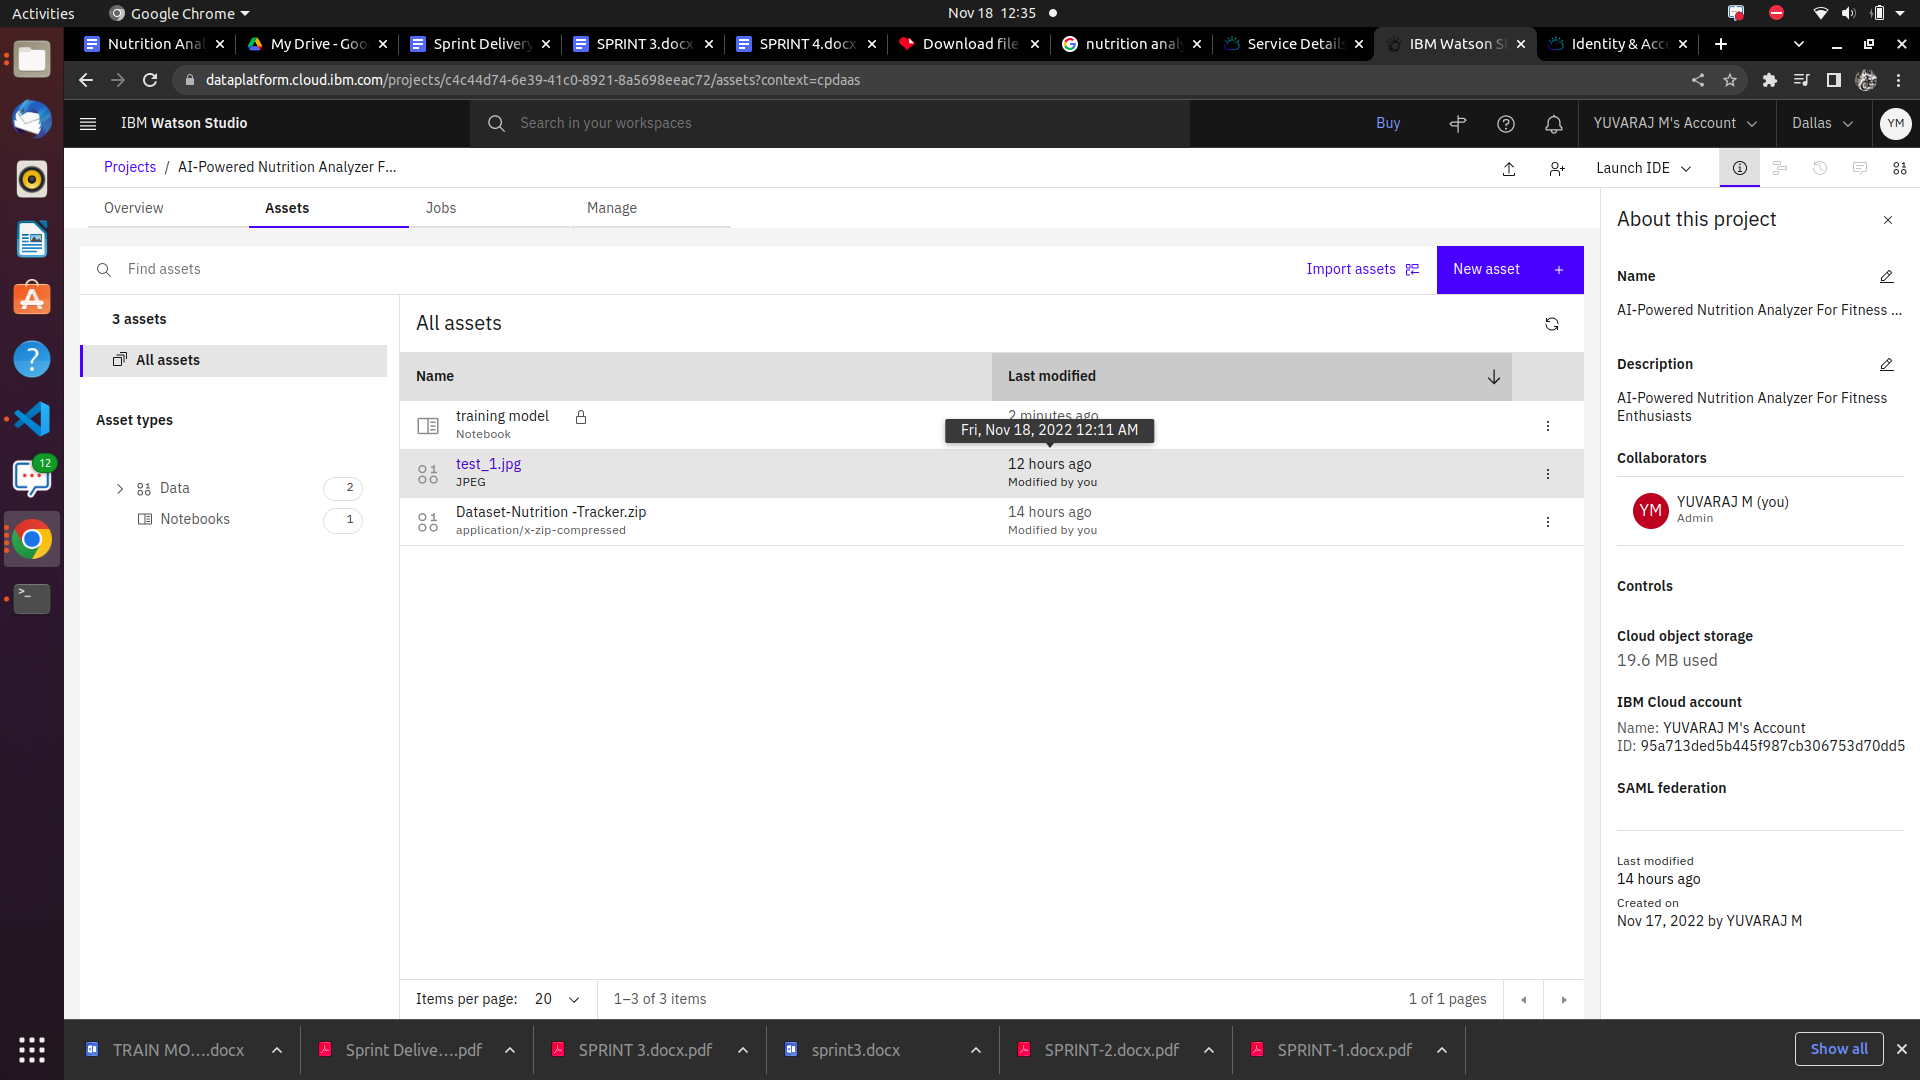 Activities
Google Chrome
Nov 18 12:35
Nutrition Anal
My Drive - Goo
Sprint Delivery
SPRINT 3.docx
SPRINT 4.docx
Download file
nutrition analy
Service Details
IBM Watson St
Identity & Acce
dataplatform.cloud.ibm.com/projects/c4c44d74-6e39-41c0-8921-8a5698eeac72/assets?context=cpdaas
IBM Watson Studio
Search in your workspaces
Buy
YUVARAJ M's Account
Dallas
YM
Projects / AI-Powered Nutrition Analyzer F...
Launch IDE
Overview
Assets
Jobs
Manage
Find assets
Import assets
New asset +
3 assets
All assets
Asset types
Data 2
Notebooks 1
All assets
Name
Last modified
training model
Notebook
2 minutes ago
Fri, Nov 18, 2022 12:11 AM
test_1.jpg
JPEG
12 hours ago
Modified by you
Dataset-Nutrition -Tracker.zip
application/x-zip-compressed
14 hours ago
Modified by you
Items per page: 20
1–3 of 3 items
1 of 1 pages
About this project
Name
AI-Powered Nutrition Analyzer For Fitness ...
Description
AI-Powered Nutrition Analyzer For Fitness
Enthusiasts
Collaborators
YM
YUVARAJ M (you)
Admin
Controls
Cloud object storage
19.6 MB used
IBM Cloud account
Name: YUVARAJ M's Account
ID: 95a713ded5b445f987cb306753d70dd5
SAML federation
Last modified
14 hours ago
Created on
Nov 17, 2022 by YUVARAJ M
12
TRAIN MO....docx
Sprint Delive....pdf
SPRINT 3.docx.pdf
sprint3.docx
SPRINT-2.docx.pdf
SPRINT-1.docx.pdf
Show all